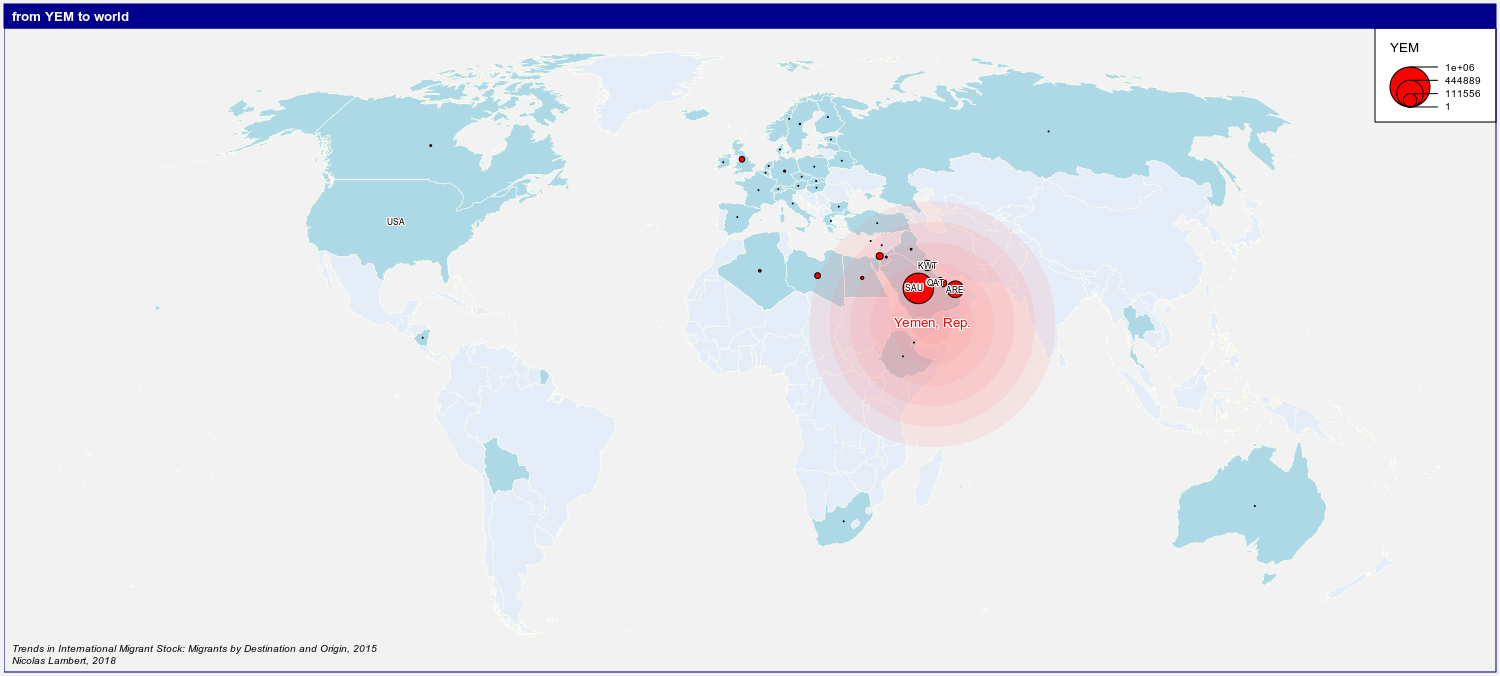 from YEM to world
YEM
1e+06
444889
111556
1
USA
KWT
SAU
QAT
ARE
Yemen, Rep.
Trends in International Migrant Stock: Migrants by Destination and Origin, 2015
Nicolas Lambert, 2018